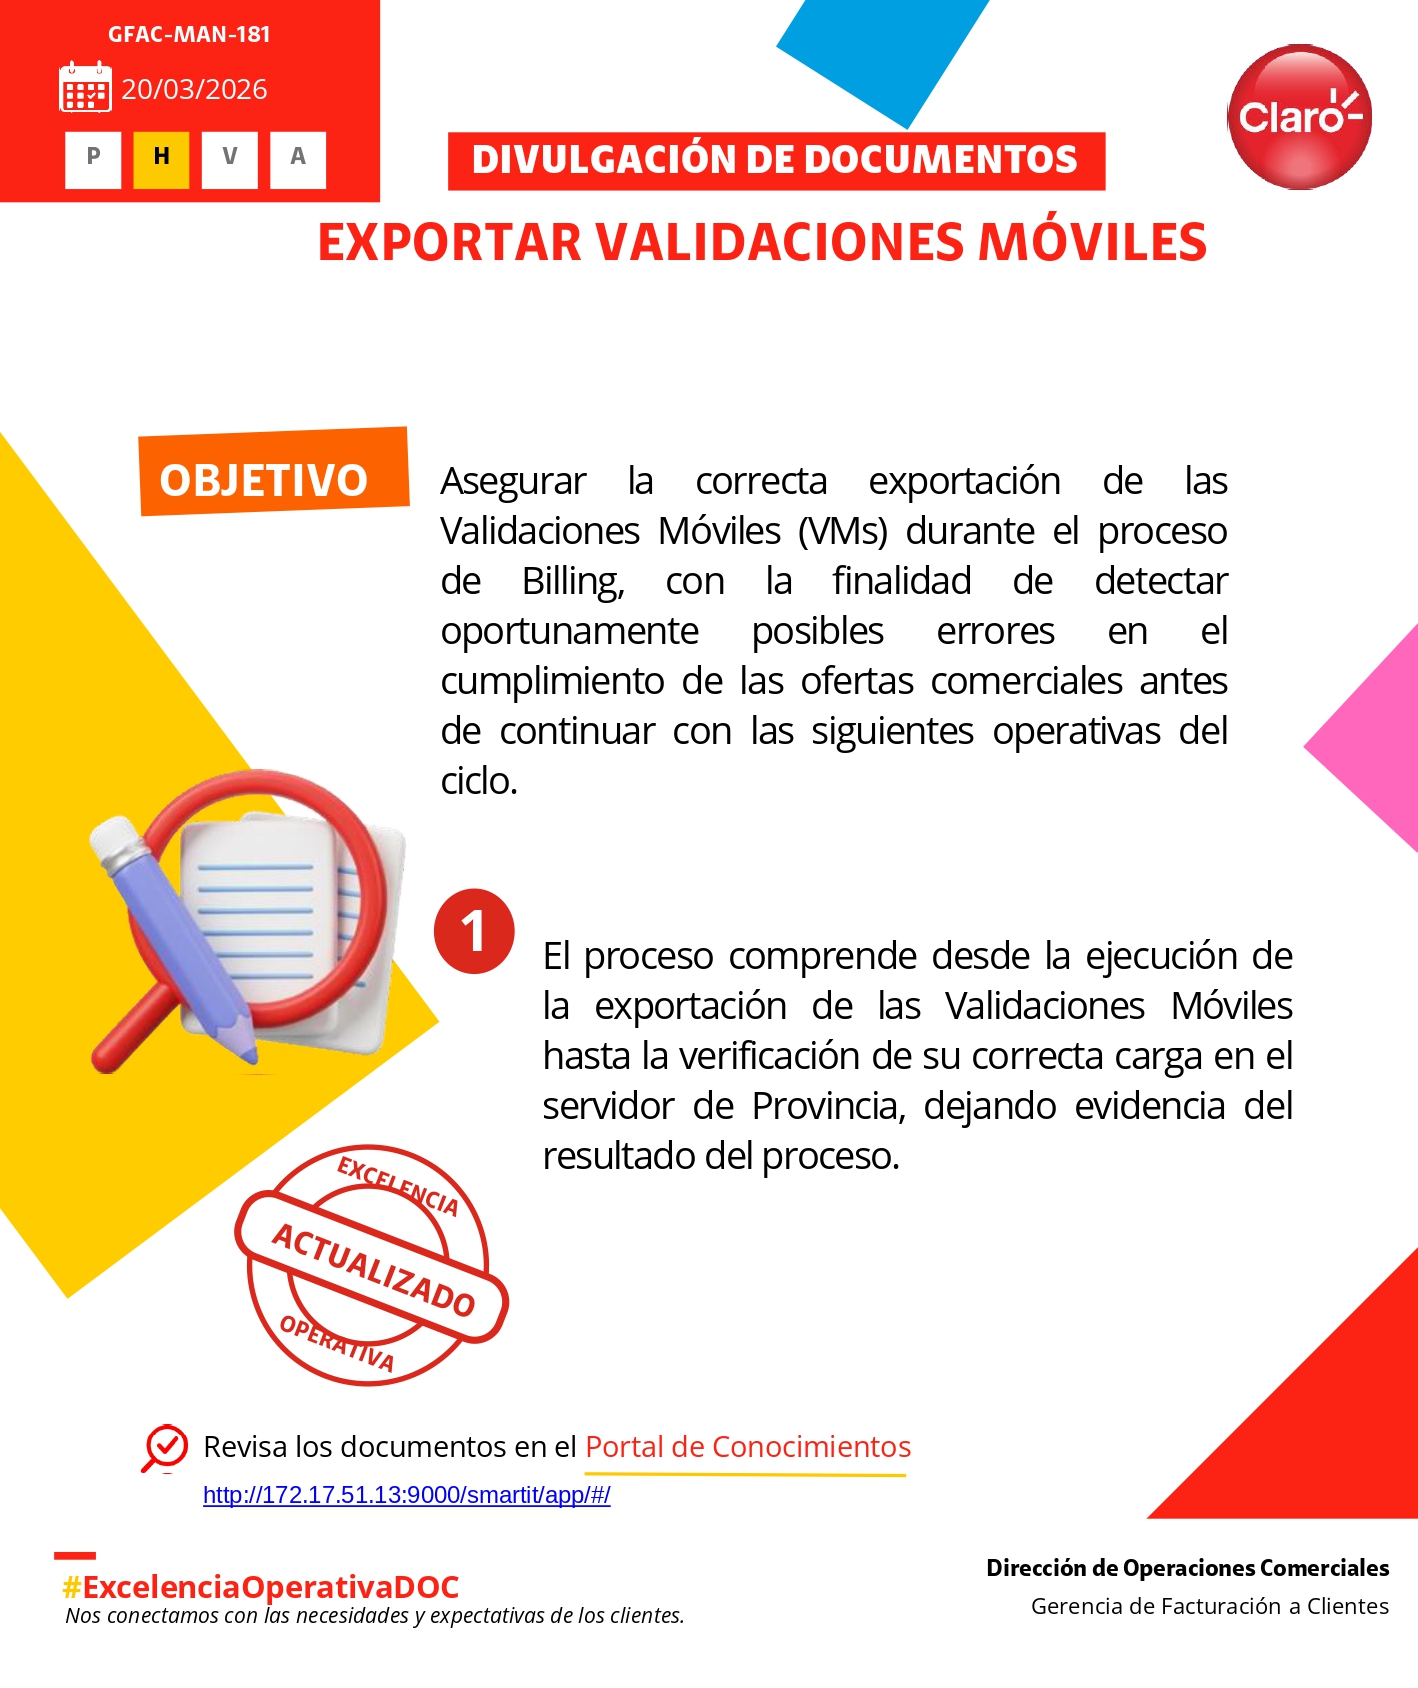 GFAC-MAN-181
20/03/2026
P H V A
Claro
DIVULGACIÓN DE DOCUMENTOS
EXPORTAR VALIDACIONES MÓVILES
OBJETIVO
Asegurar la correcta exportación de las
Validaciones Móviles (VMs) durante el proceso
de Billing, con la finalidad de detectar
oportunamente posibles errores en el
cumplimiento de las ofertas comerciales antes
de continuar con las siguientes operativas del
ciclo.
1
El proceso comprende desde la ejecución de
la exportación de las Validaciones Móviles
hasta la verificación de su correcta carga en el
servidor de Provincia, dejando evidencia del
resultado del proceso.
EXCELENCIA
ACTUALIZADO
OPERATIVA
Revisa los documentos en el Portal de Conocimientos
http://172.17.51.13:9000/smartit/app/#/
#ExcelenciaOperativaDOC
Nos conectamos con las necesidades y expectativas de los clientes.
Dirección de Operaciones Comerciales
Gerencia de Facturación a Clientes